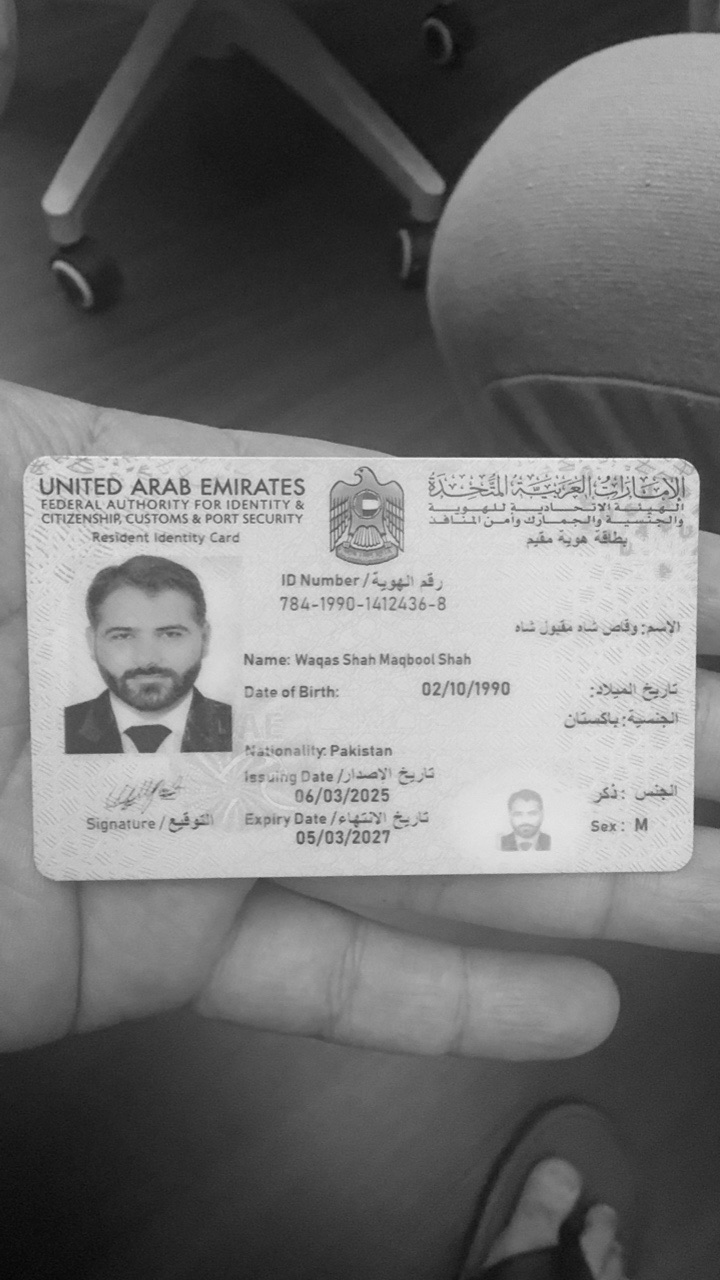 UNITED ARAB EMIRATES
FEDERAL AUTHORITY FOR IDENTITY &
CITIZENSHIP, CUSTOMS & PORT SECURITY
Resident Identity Card
الإمارات العربية المتحدة
الهيئة الاتحادية للهوية
والجنسية والجمارك وأمن المنافذ
بطاقة هوية مقيم
ID Number / رقم الهوية
784-1990-1412436-8
الاسم: وقاص شاه مقبول شاه
Name: Waqas Shah Maqbool Shah
Date of Birth: 02/10/1990 تاريخ الميلاد:
الجنسية: باكستان
Nationality: Pakistan
Issuing Date / تاريخ الاصدار
06/03/2025
الجنس : ذكر
Expiry Date / تاريخ الانتهاء
05/03/2027
Sex: M
Signature / التوقيع
UAE